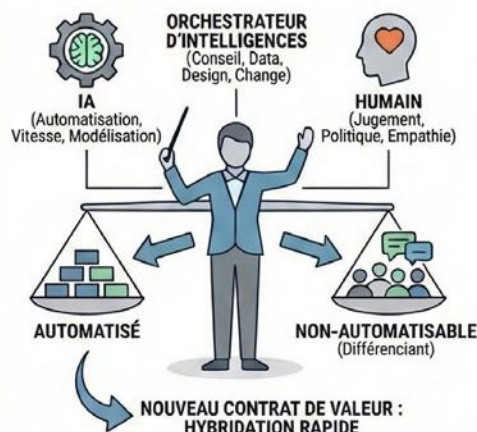 ORCHESTRATEUR
D'INTELLIGENCES
(Conseil, Data,
Design, Change)
IA
(Automatisation,
Vitesse, Modélisation)
HUMAIN
(Jugement,
Politique, Empathie)
AUTOMATISÉ
NON-AUTOMATISABLE
(Différenciant)
NOUVEAU CONTRAT DE VALEUR :
HYBRIDATION RAPIDE